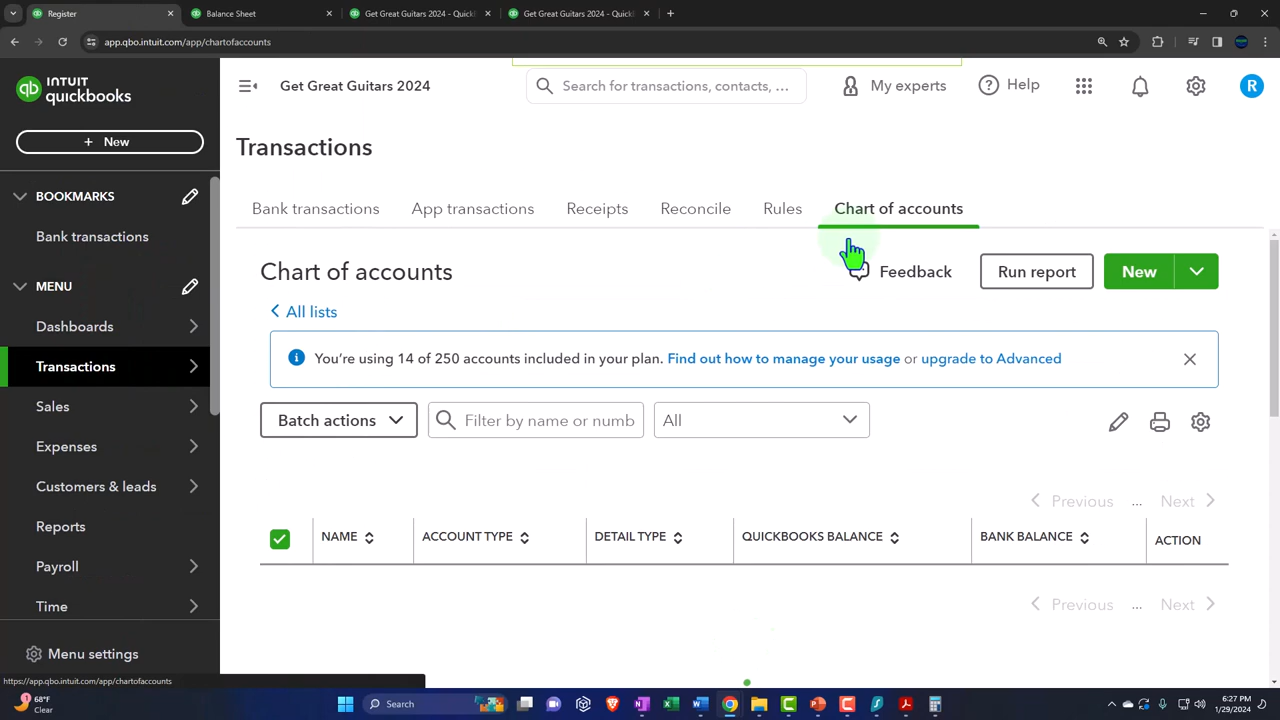 Register
Balance Sheet
Get Great Guitars 2024 - QuickB
Get Great Guitars 2024 - QuickB
app.qbo.intuit.com/app/chartofaccounts
INTUIT
quickbooks
qb
Get Great Guitars 2024
Search for transactions, contacts, ...
My experts
Help
R
+ New
Transactions
BOOKMARKS
Bank transactions
Bank transactions
App transactions
Receipts
Reconcile
Rules
Chart of accounts
MENU
Dashboards
Transactions
Sales
Expenses
Customers & leads
Reports
Payroll
Time
Menu settings
Chart of accounts
Feedback
Run report
New
All lists
You're using 14 of 250 accounts included in your plan. Find out how to manage your usage or upgrade to Advanced
Batch actions
Filter by name or numb
All
Previous
...
Next
NAME
ACCOUNT TYPE
DETAIL TYPE
QUICKBOOKS BALANCE
BANK BALANCE
ACTION
Previous
...
Next
https://app.qbo.intuit.com/app/chartofaccounts
68°F
Clear
Search
6:27 PM
1/29/2024